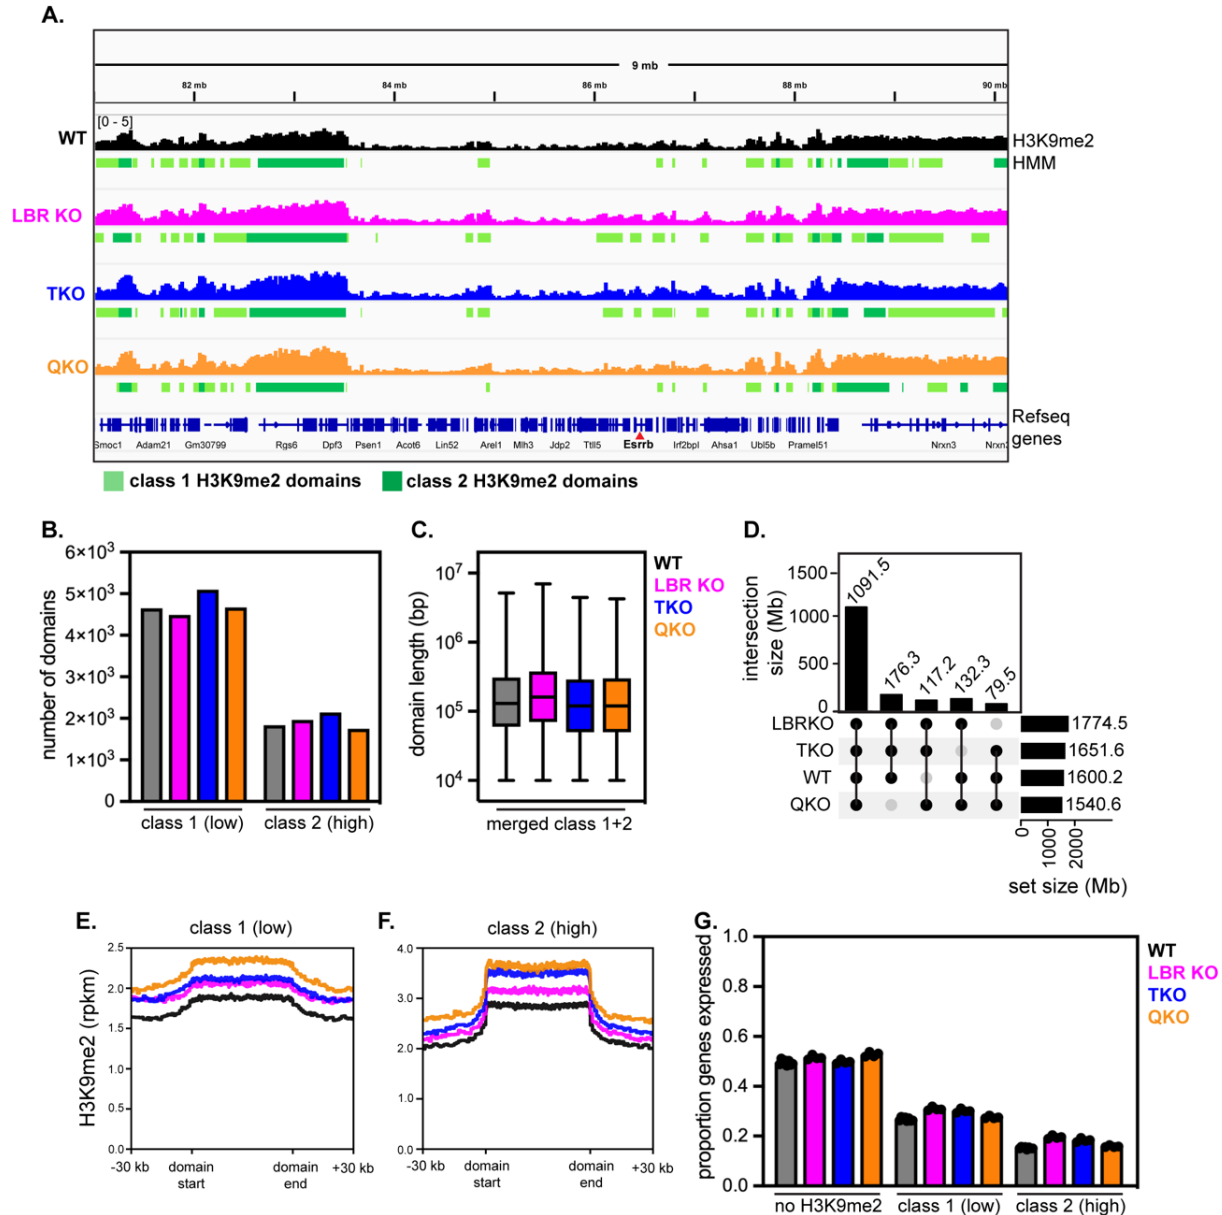 A.
9 mb
82 mb
84 mb
86 mb
88 mb
90 mb
[0 - 5]
WT
H3K9me2
HMM
LBR KO
TKO
QKO
Refseq
genes
Smoc1 Adam21 Gm30799 Rgs6 Dpf3 Psen1 Acot6 Lin52 Arel1 Mlh3 Jdp2 Ttll5 Esrrb Irf2bpl Ahsa1 Ubl5b Pramel51 Nrxn3
class 1 H3K9me2 domains
class 2 H3K9me2 domains
B.
number of domains
6×10³
5×10³
4×10³
3×10³
2×10³
1×10³
0
class 1 (low)
class 2 (high)
C.
domain length (bp)
10⁷
10⁶
10⁵
10⁴
merged class 1+2
WT
LBR KO
TKO
QKO
D.
intersection
size (Mb)
1500
1000
500
0
1091.5
176.3
117.2
132.3
79.5
LBRKO
TKO
WT
QKO
1774.5
1651.6
1600.2
1540.6
0
1000
2000
set size (Mb)
E.
class 1 (low)
H3K9me2 (rpkm)
2.5
2.0
1.5
1.0
0.5
0.0
-30 kb
domain
start
domain
end
+30 kb
F.
class 2 (high)
4.0
3.0
2.0
1.0
0.0
-30 kb
domain
start
domain
end
+30 kb
G.
proportion genes expressed
1.0
0.8
0.6
0.4
0.2
0.0
no H3K9me2
class 1 (low)
class 2 (high)
WT
LBR KO
TKO
QKO